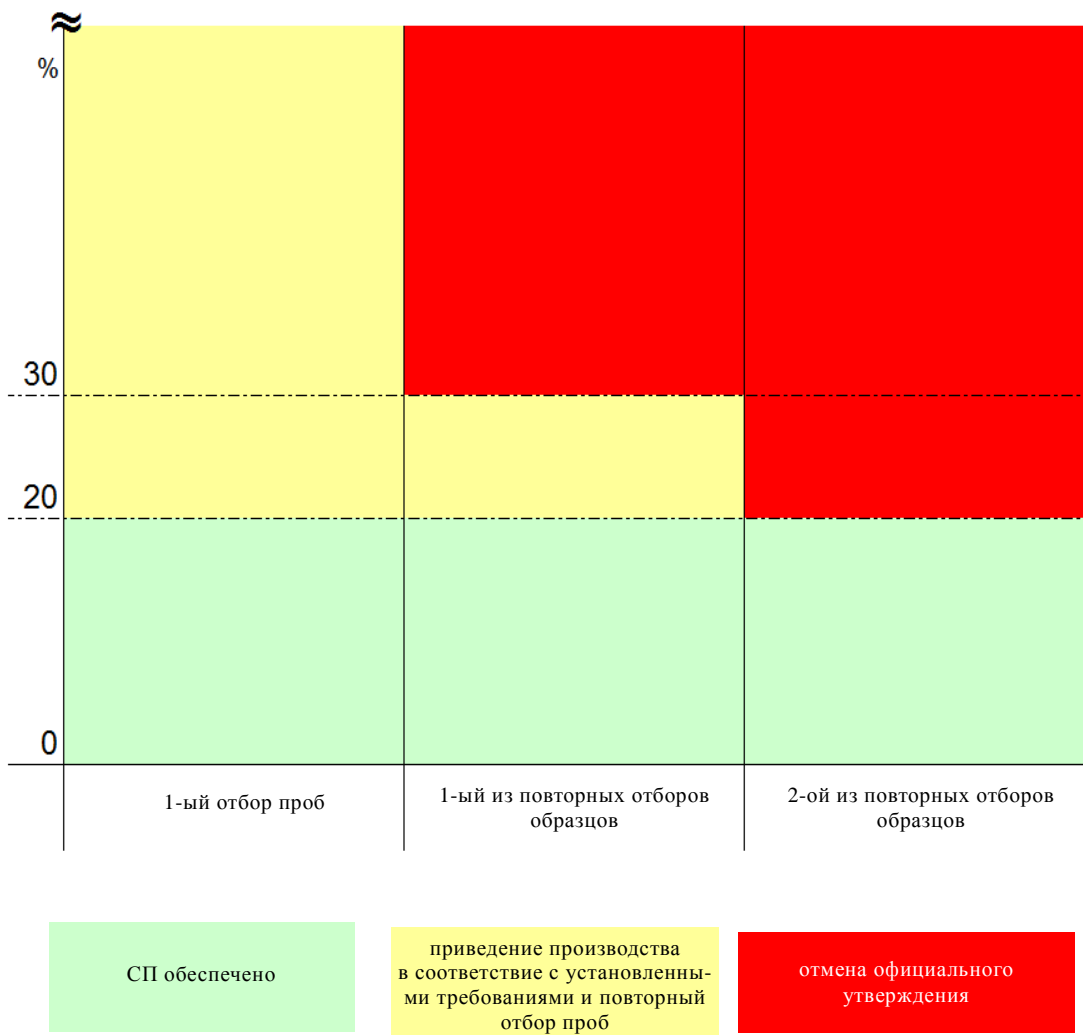 %
30
20
0
1-ый отбор проб
1-ый из повторных отборов
образцов
2-ой из повторных отборов
образцов
СП обеспечено
приведение производства
в соответствие с установленны-
ми требованиями и повторный
отбор проб
отмена официального
утверждения